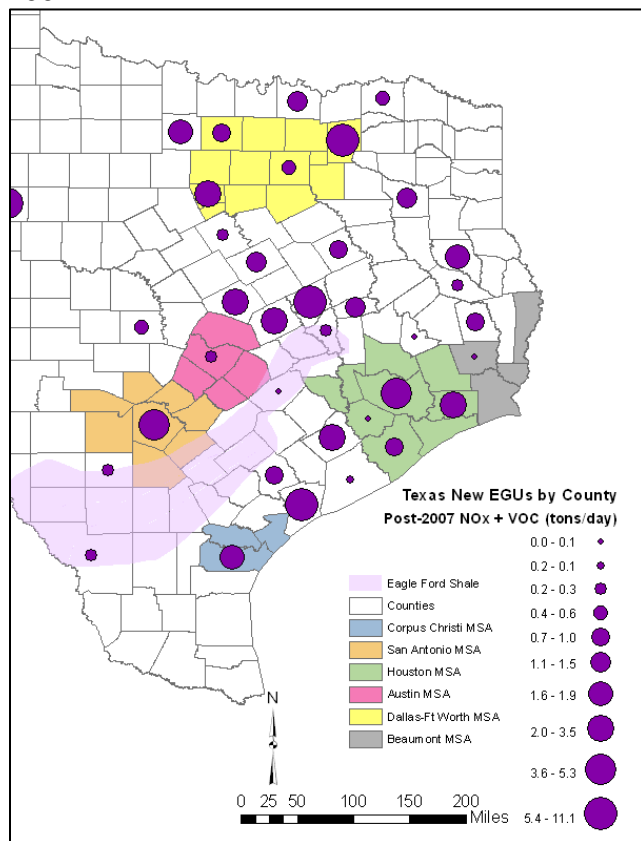 Texas New EGUs by County
Post-2007 NOx + VOC (tons/day)
0.0 - 0.1
0.2 - 0.1
0.2 - 0.3
0.4 - 0.6
0.7 - 1.0
1.1 - 1.5
1.6 - 1.9
2.0 - 3.5
3.6 - 5.3
5.4 - 11.1
Eagle Ford Shale
Counties
Corpus Christi MSA
San Antonio MSA
Houston MSA
Austin MSA
Dallas-Ft Worth MSA
Beaumont MSA
N
0 25 50 100 150 200
Miles